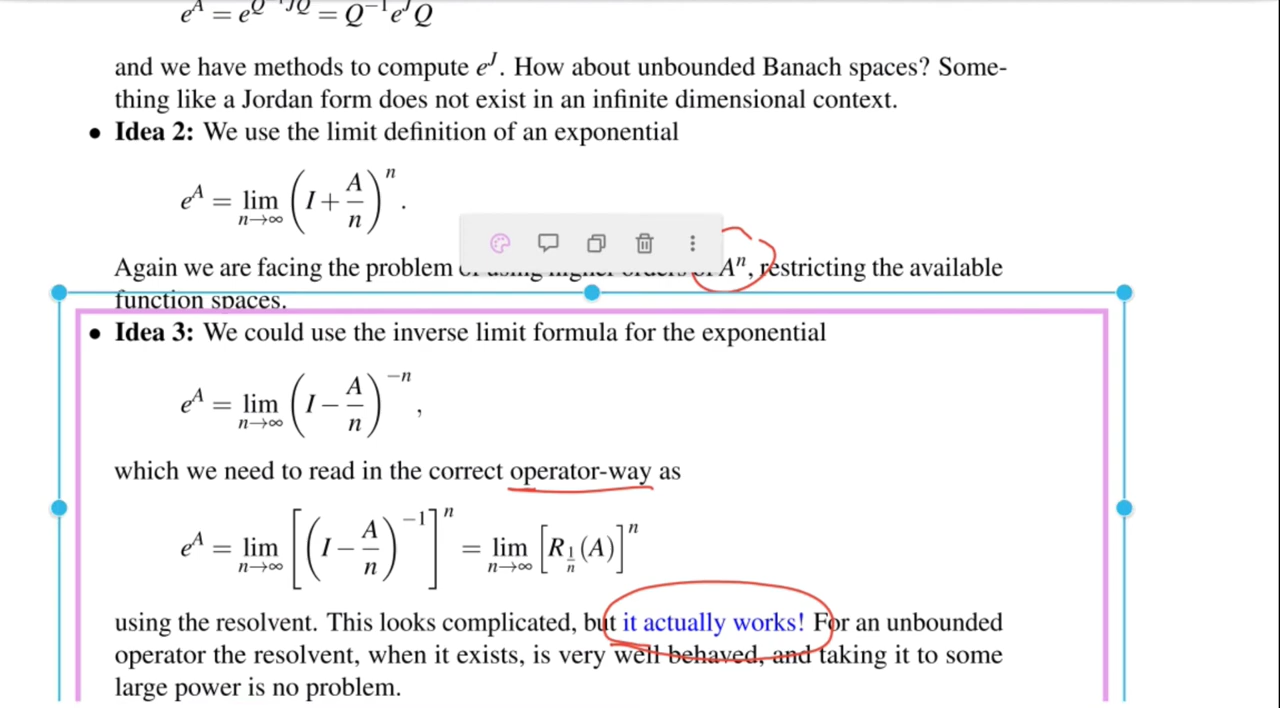 e^A = e^{Q^{-1}JQ} = Q^{-1}e^JQ
and we have methods to compute e^J. How about unbounded Banach spaces? Some-
thing like a Jordan form does not exist in an infinite dimensional context.
• Idea 2: We use the limit definition of an exponential
e^A = lim_{n→∞} (I + A/n)^n.
Again we are facing the problem of using higher orders of A^n, restricting the available
function spaces.
• Idea 3: We could use the inverse limit formula for the exponential
e^A = lim_{n→∞} (I − A/n)^{−n},
which we need to read in the correct operator-way as
e^A = lim_{n→∞} [(I − A/n)^{−1}]^n = lim_{n→∞} [R_{1/n}(A)]^n
using the resolvent. This looks complicated, but it actually works! For an unbounded
operator the resolvent, when it exists, is very well behaved, and taking it to some
large power is no problem.